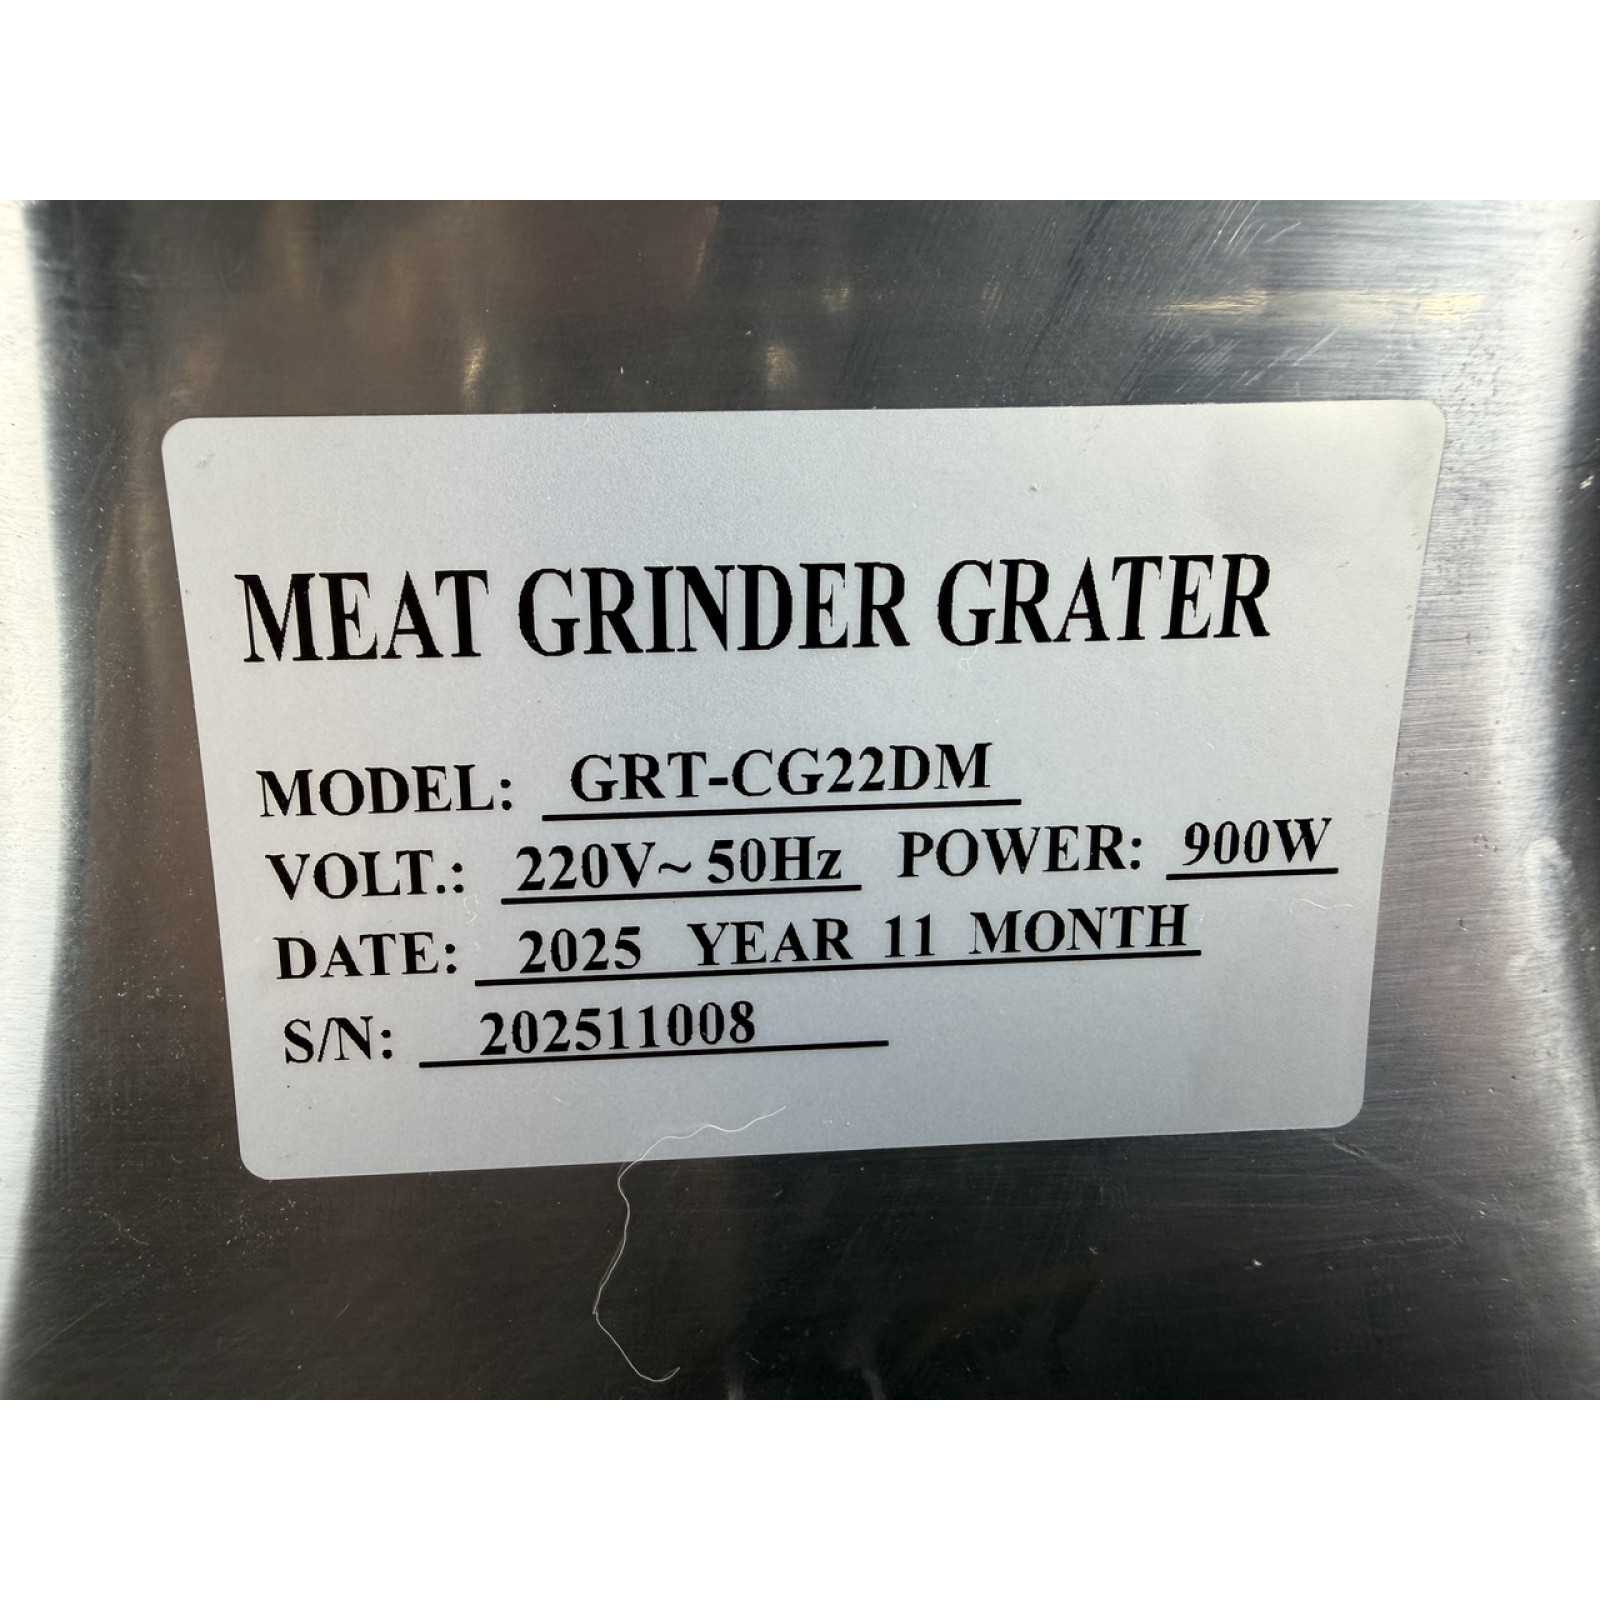 MEAT GRINDER GRATER
MODEL: GRT-CG22DM
VOLT.: 220V~ 50Hz POWER: 900W
DATE: 2025 YEAR 11 MONTH
S/N: 202511008